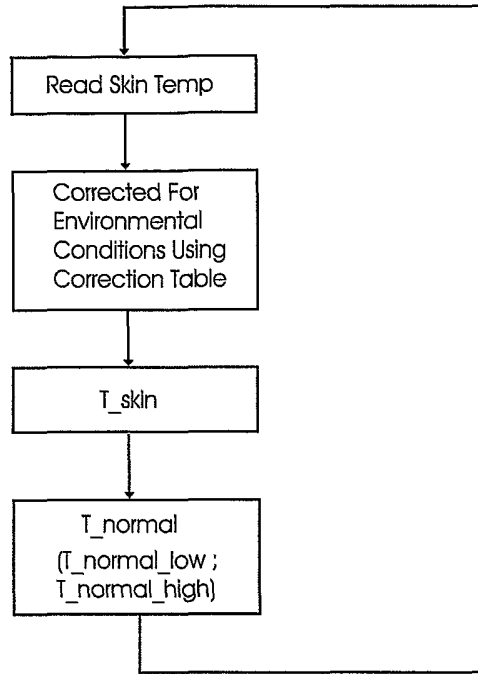 Read Skin Temp
Corrected For
Environmental
Conditions Using
Correction Table
T_skin
T_normal
(T_normal_low ;
T_normal_high)